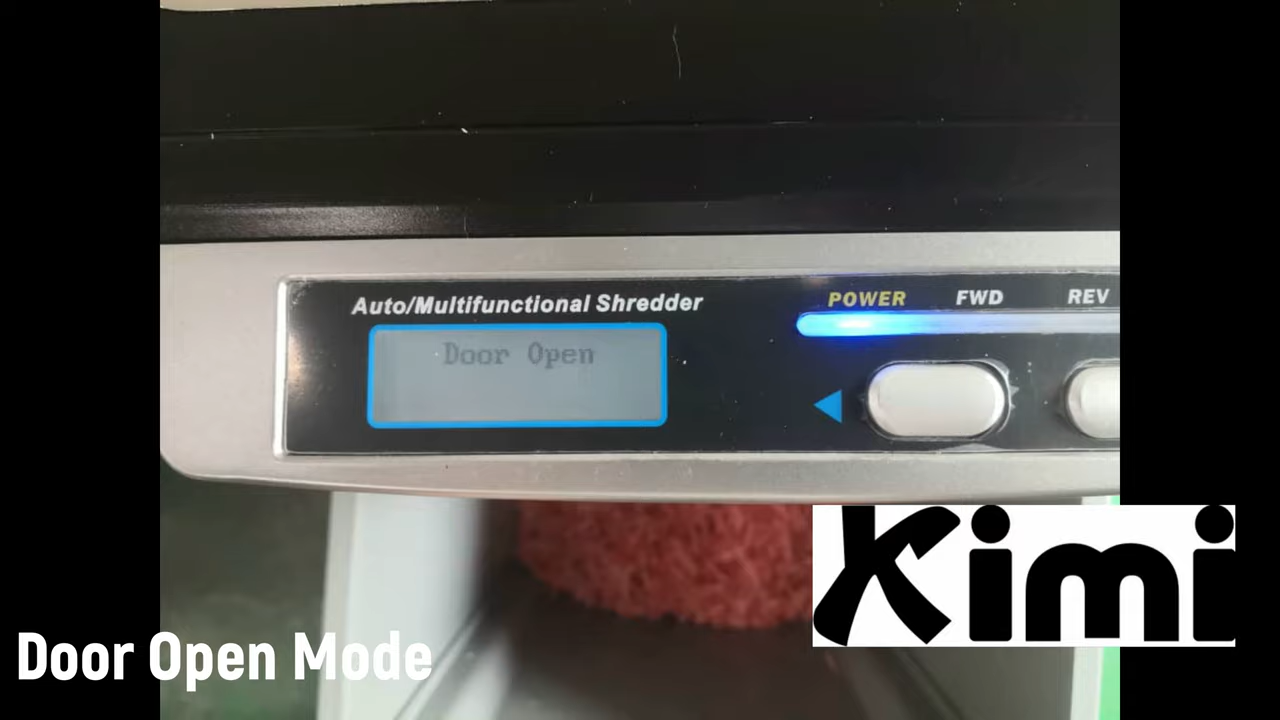 Auto/Multifunctional Shredder
POWER FWD REV
Door Open
Kimi
Door Open Mode